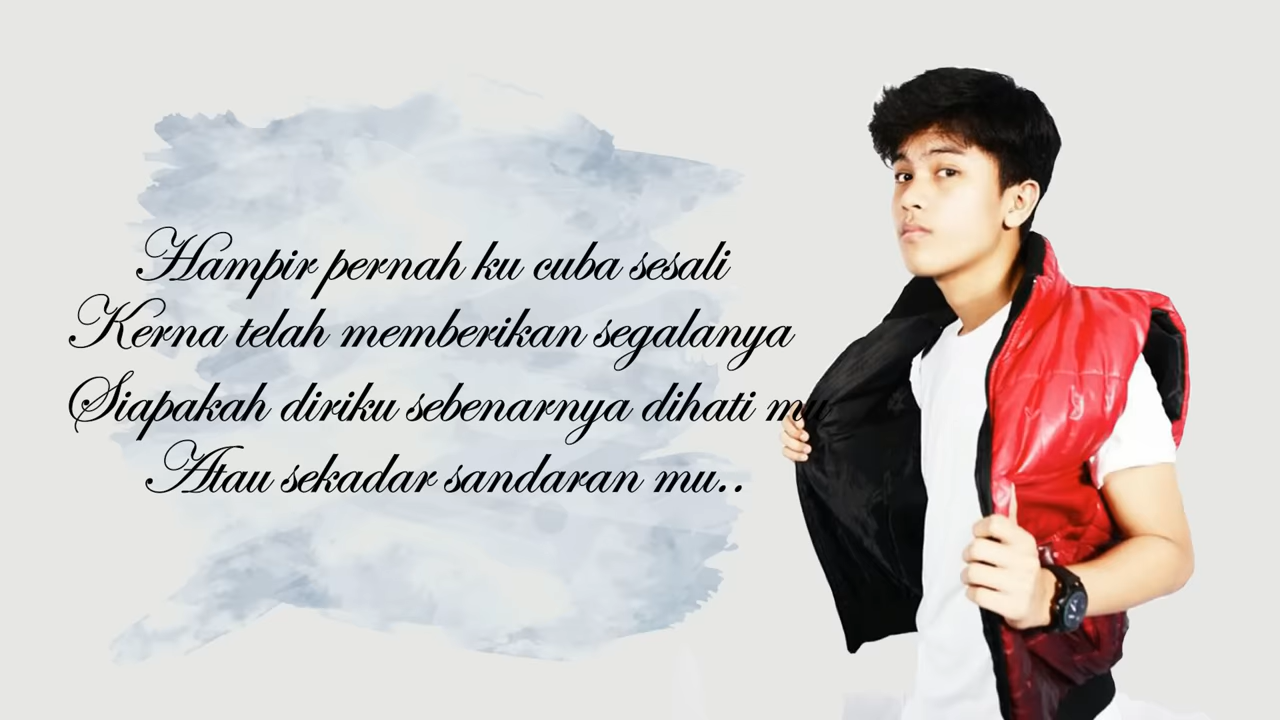 Hampir pernah ku cuba sesali
Kerna telah memberikan segalanya
Siapakah diriku sebenarnya dihati mu
Atau sekadar sandaran mu..